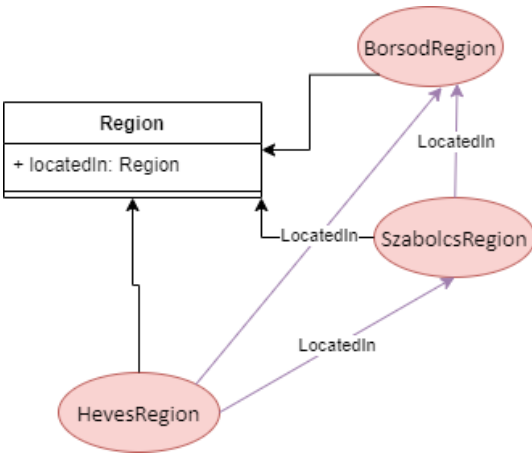 BorsodRegion
Region
+ locatedIn: Region
LocatedIn
LocatedIn
SzabolcsRegion
LocatedIn
HevesRegion